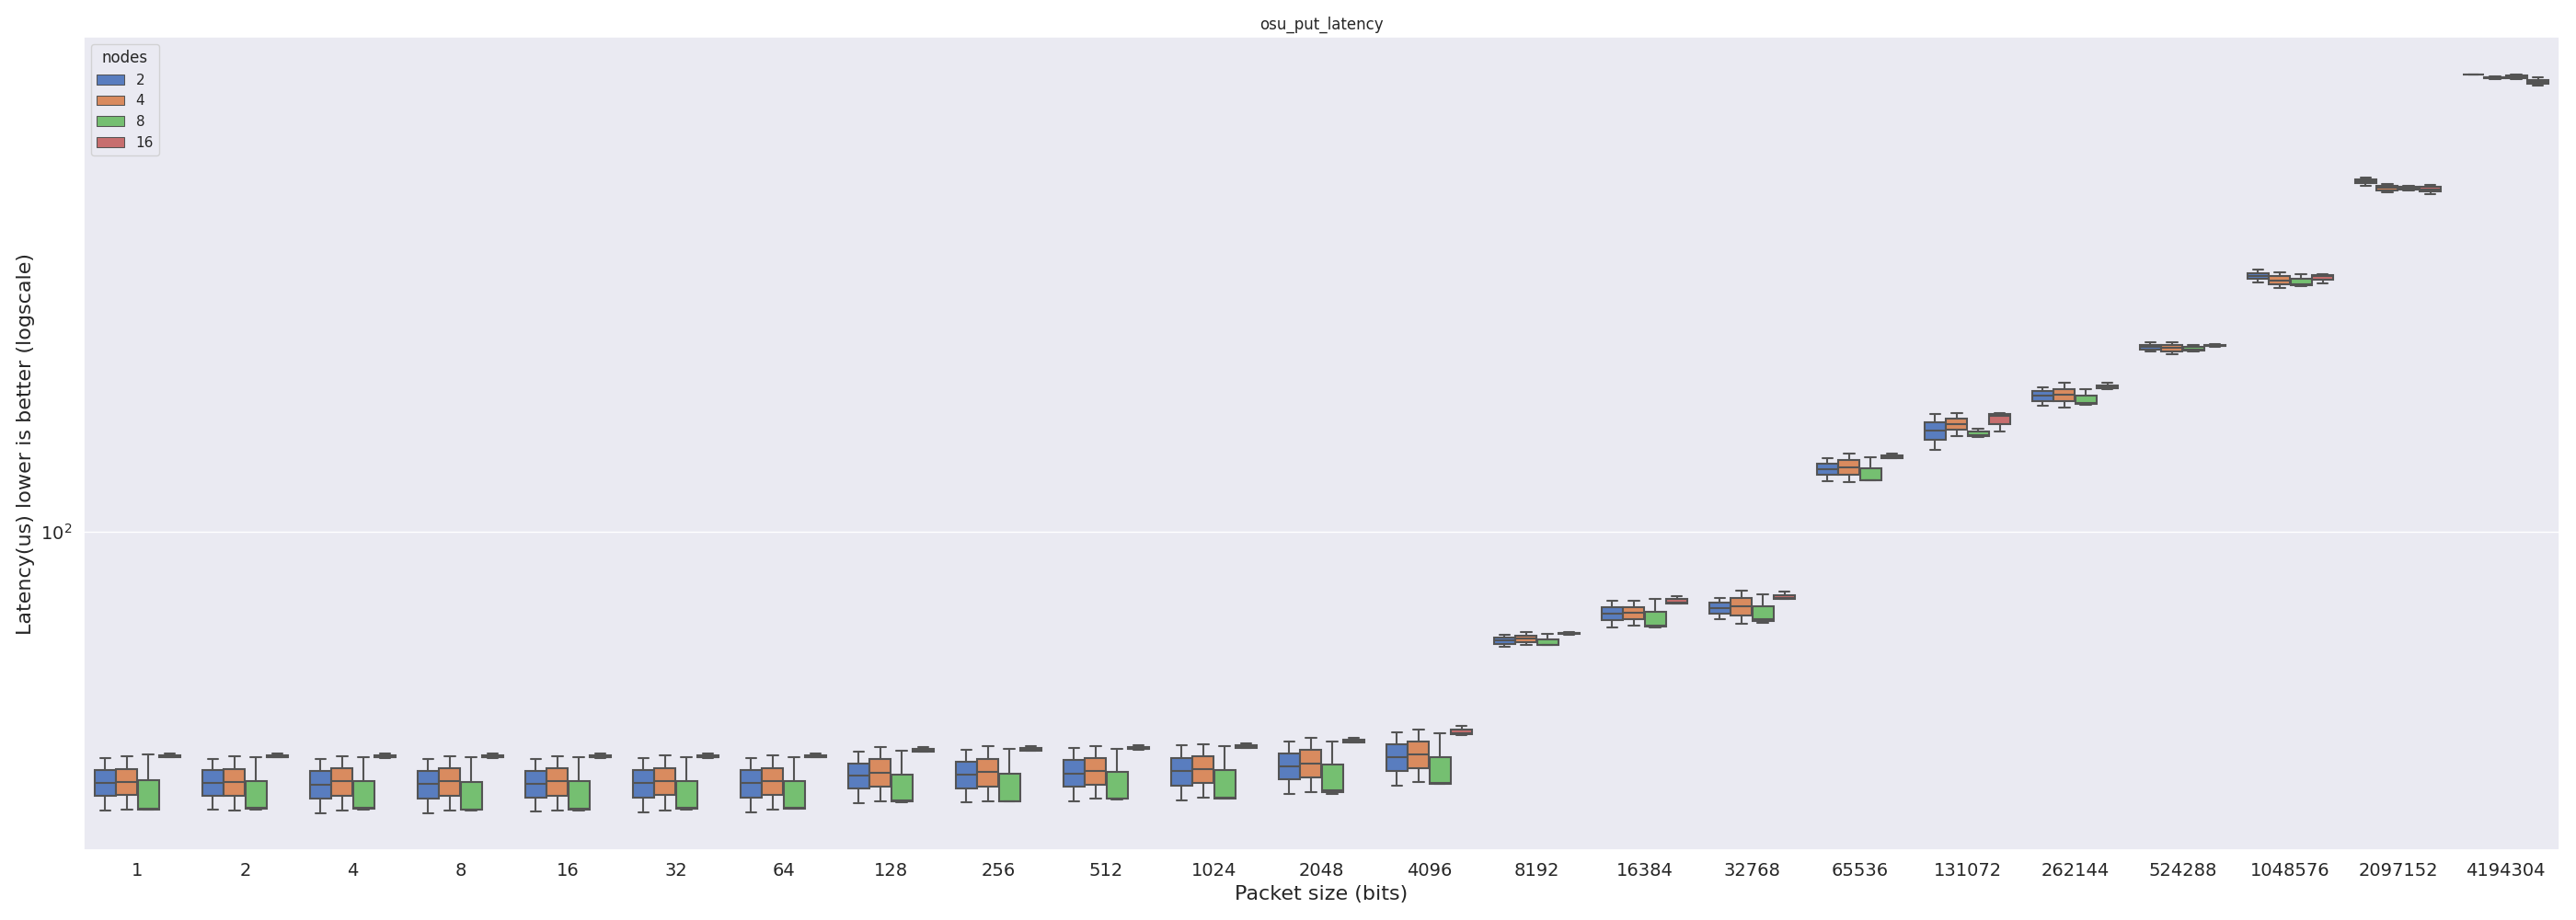 osu_put_latency
nodes
2
4
8
16
Latency(us) lower is better (logscale)
10²
1 2 4 8 16 32 64 128 256 512 1024 2048 4096 8192 16384 32768 65536 131072 262144 524288 1048576 2097152 4194304
Packet size (bits)